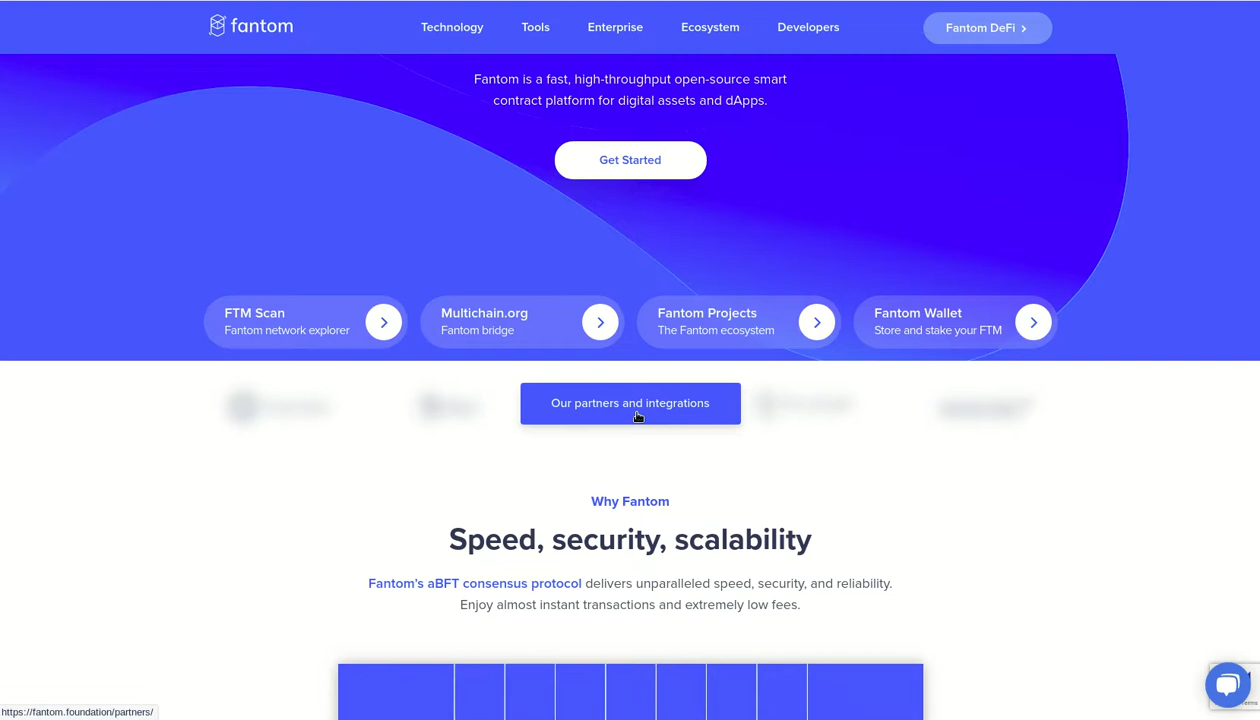 fantom
Technology
Tools
Enterprise
Ecosystem
Developers
Fantom DeFi
Fantom is a fast, high-throughput open-source smart
contract platform for digital assets and dApps.
Get Started
FTM Scan
Fantom network explorer
Multichain.org
Fantom bridge
Fantom Projects
The Fantom ecosystem
Fantom Wallet
Store and stake your FTM
Our partners and integrations
Why Fantom
Speed, security, scalability
Fantom's aBFT consensus protocol delivers unparalleled speed, security, and reliability.
Enjoy almost instant transactions and extremely low fees.
https://fantom.foundation/partners/